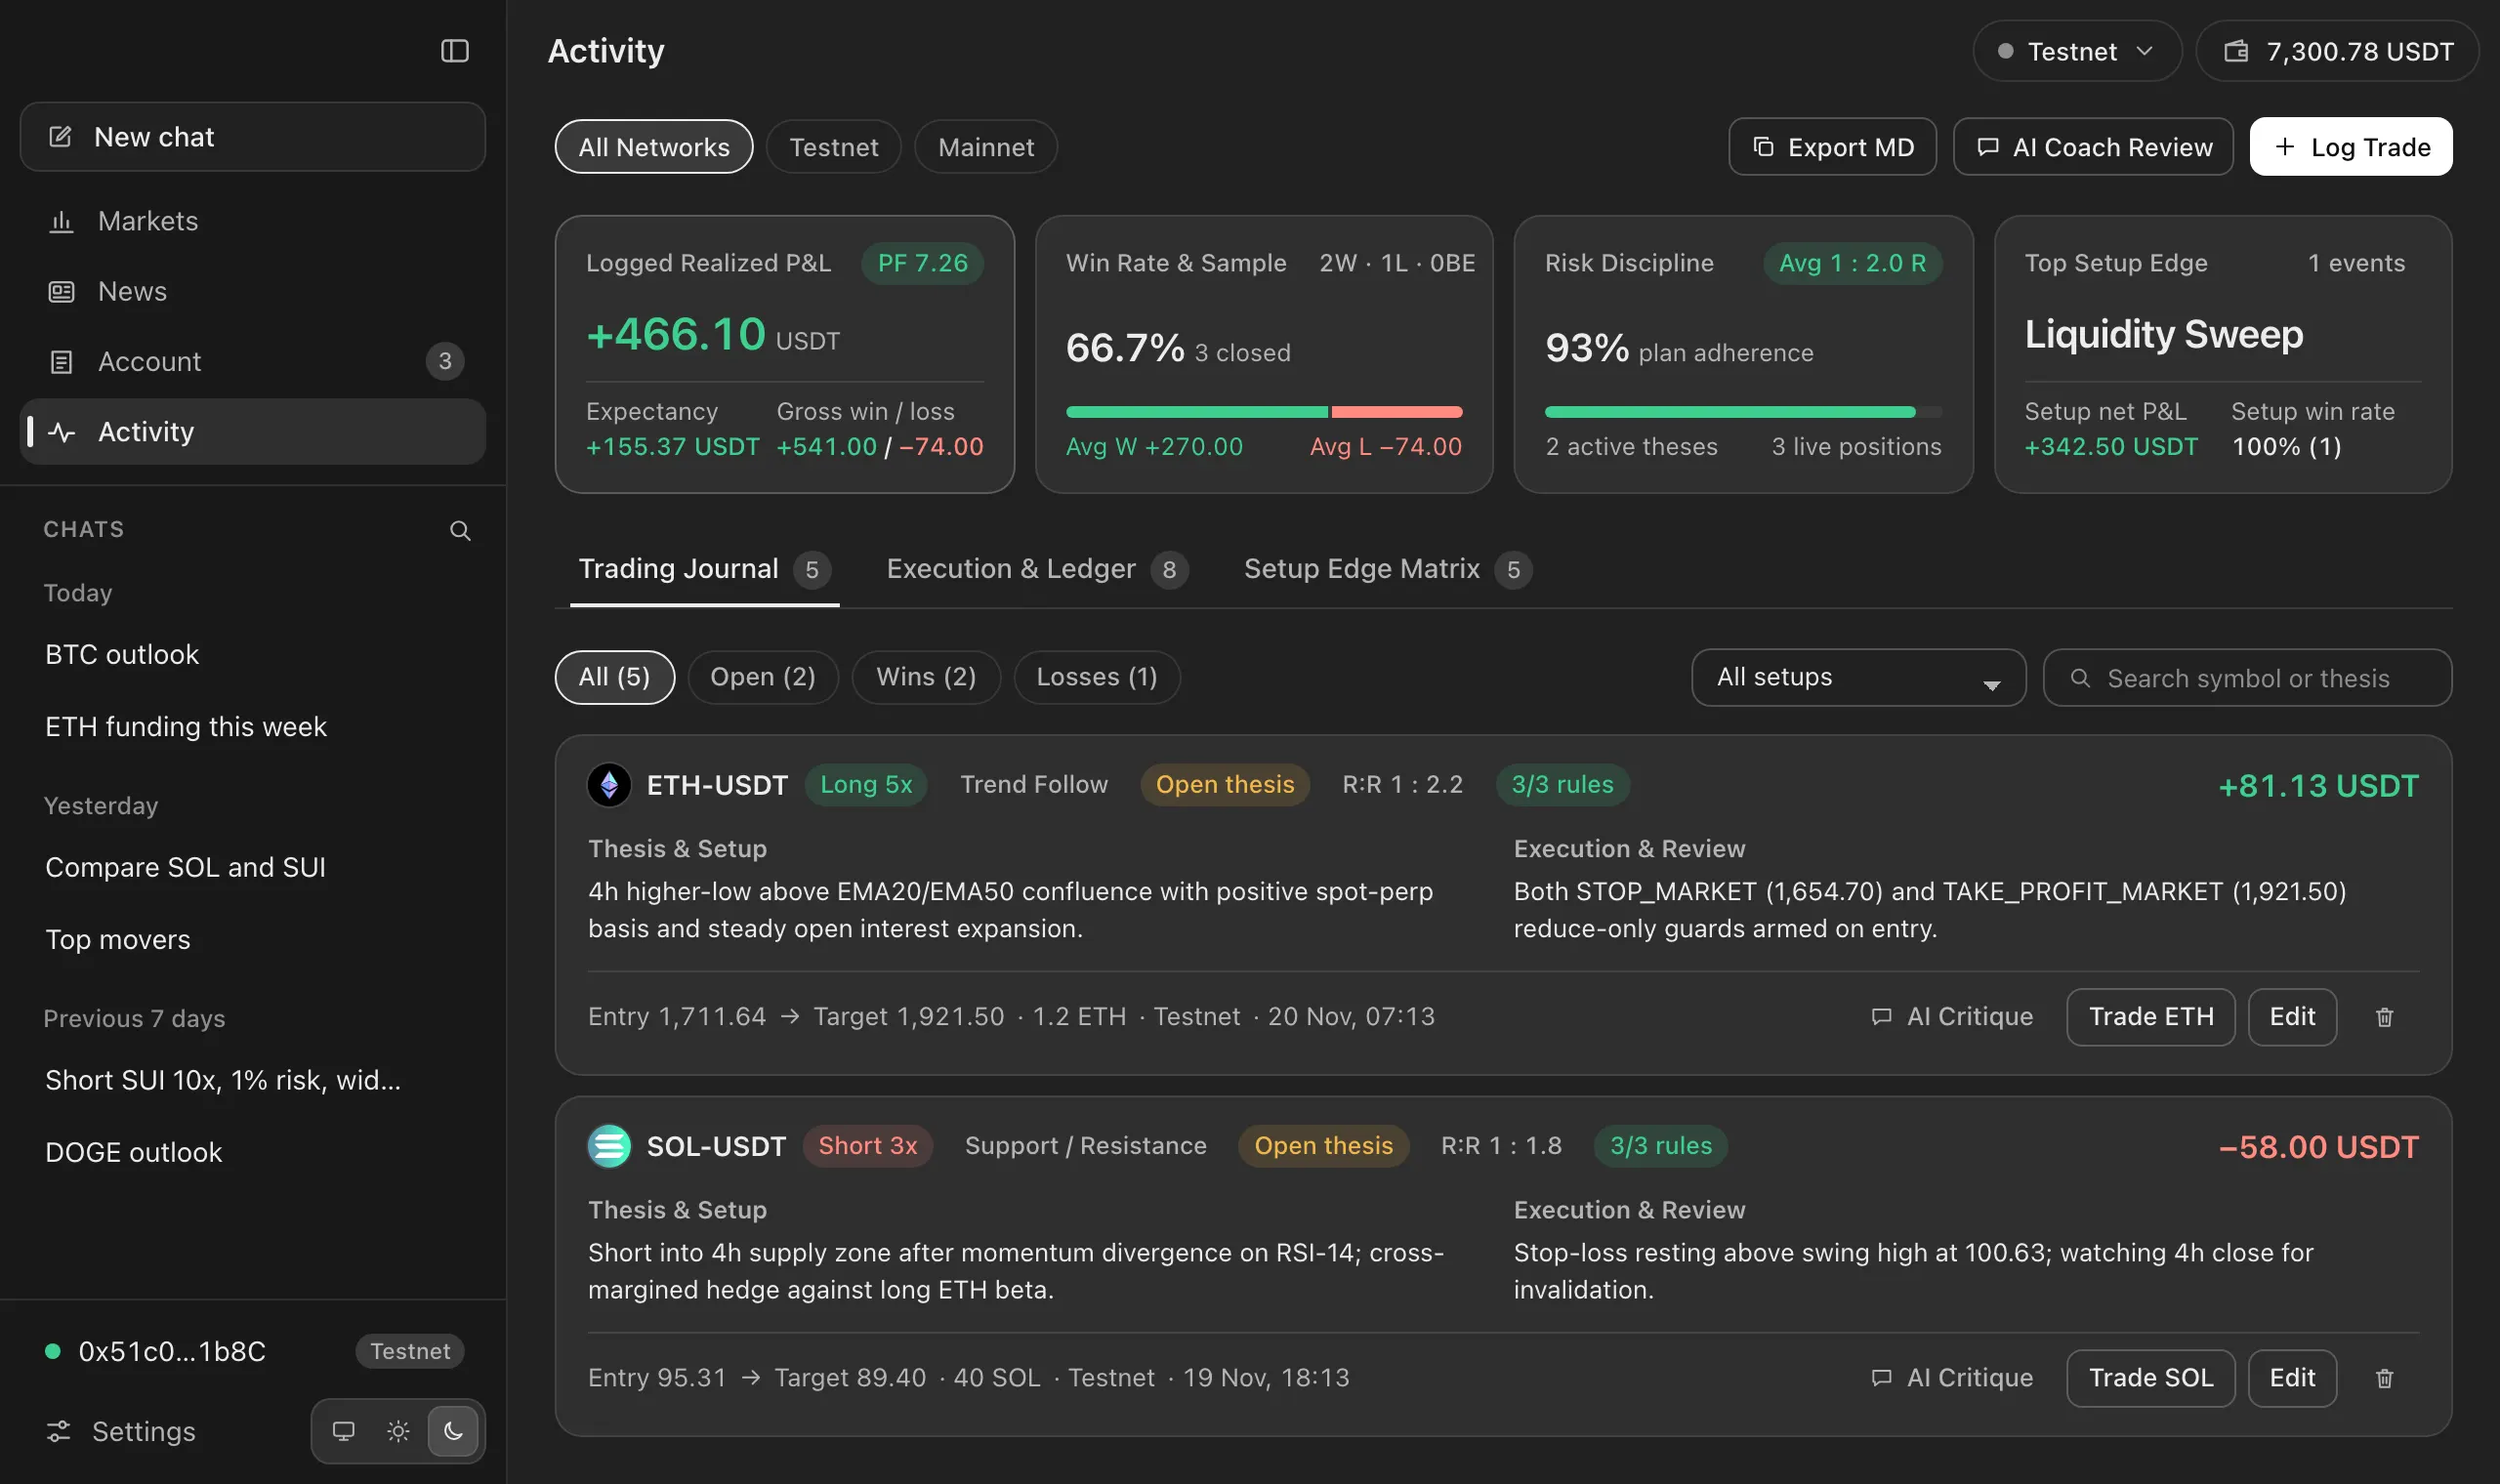 Activity
Testnet
7,300.78 USDT
New chat
Markets
News
Account 3
Activity
CHATS
Today
BTC outlook
ETH funding this week
Yesterday
Compare SOL and SUI
Top movers
Previous 7 days
Short SUI 10x, 1% risk, wid...
DOGE outlook
0x51c0...1b8C Testnet
Settings
All Networks Testnet Mainnet
Export MD AI Coach Review + Log Trade
Logged Realized P&L PF 7.26
+466.10 USDT
Expectancy Gross win / loss
+155.37 USDT +541.00 / −74.00
Win Rate & Sample 2W · 1L · 0BE
66.7% 3 closed
Avg W +270.00 Avg L −74.00
Risk Discipline Avg 1 : 2.0 R
93% plan adherence
2 active theses 3 live positions
Top Setup Edge 1 events
Liquidity Sweep
Setup net P&L Setup win rate
+342.50 USDT 100% (1)
Trading Journal 5 Execution & Ledger 8 Setup Edge Matrix 5
All (5) Open (2) Wins (2) Losses (1)
All setups Search symbol or thesis
ETH-USDT Long 5x Trend Follow Open thesis R:R 1 : 2.2 3/3 rules +81.13 USDT
Thesis & Setup
4h higher-low above EMA20/EMA50 confluence with positive spot-perp
basis and steady open interest expansion.
Execution & Review
Both STOP_MARKET (1,654.70) and TAKE_PROFIT_MARKET (1,921.50)
reduce-only guards armed on entry.
Entry 1,711.64 → Target 1,921.50 · 1.2 ETH · Testnet · 20 Nov, 07:13
AI Critique Trade ETH Edit
SOL-USDT Short 3x Support / Resistance Open thesis R:R 1 : 1.8 3/3 rules −58.00 USDT
Thesis & Setup
Short into 4h supply zone after momentum divergence on RSI-14; cross-
margined hedge against long ETH beta.
Execution & Review
Stop-loss resting above swing high at 100.63; watching 4h close for
invalidation.
Entry 95.31 → Target 89.40 · 40 SOL · Testnet · 19 Nov, 18:13
AI Critique Trade SOL Edit